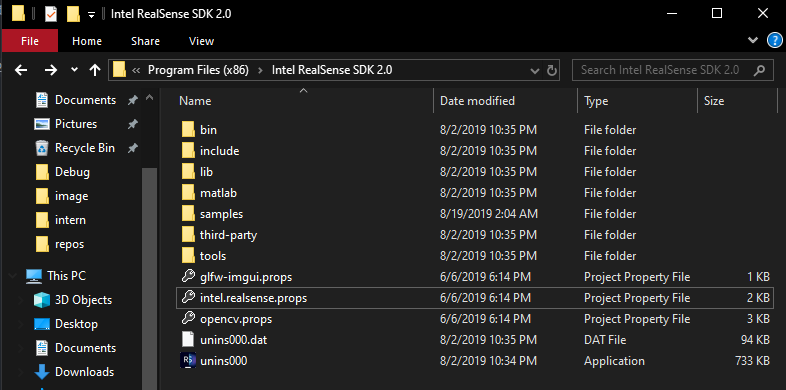 Intel RealSense SDK 2.0
File Home Share View
« Program Files (x86) > Intel RealSense SDK 2.0 Search Intel RealSense SDK 2.0
Name Date modified Type Size
Documents
Pictures
Recycle Bin
Debug
image
intern
repos
This PC
3D Objects
Desktop
Documents
Downloads
bin 8/2/2019 10:35 PM File folder
include 8/2/2019 10:35 PM File folder
lib 8/2/2019 10:35 PM File folder
matlab 8/2/2019 10:35 PM File folder
samples 8/19/2019 2:04 AM File folder
third-party 8/2/2019 10:35 PM File folder
tools 8/2/2019 10:35 PM File folder
glfw-imgui.props 6/6/2019 6:14 PM Project Property File 1 KB
intel.realsense.props 6/6/2019 6:14 PM Project Property File 2 KB
opencv.props 6/6/2019 6:14 PM Project Property File 3 KB
unins000.dat 8/2/2019 10:35 PM DAT File 94 KB
RS unins000 8/2/2019 10:34 PM Application 733 KB